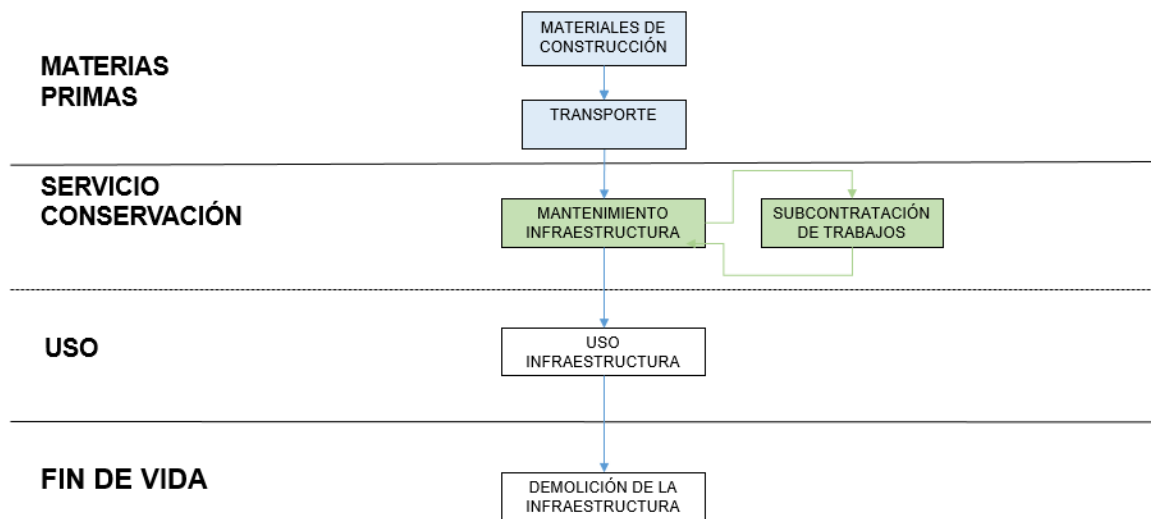 MATERIAS
PRIMAS
MATERIALES DE
CONSTRUCCIÓN
TRANSPORTE
SERVICIO
CONSERVACIÓN
MANTENIMIENTO
INFRAESTRUCTURA
SUBCONTRATACIÓN
DE TRABAJOS
USO
USO
INFRAESTRUCTURA
FIN DE VIDA
DEMOLICIÓN DE LA
INFRAESTRUCTURA